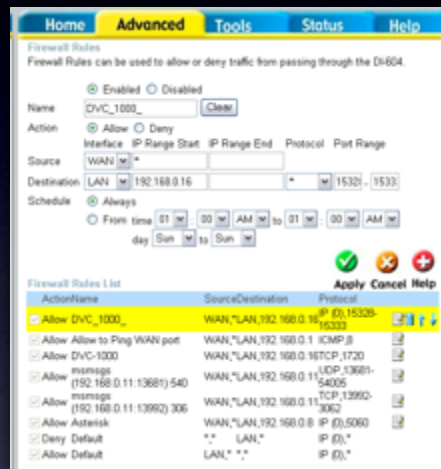 Home Advanced Tools Status Help
Firewall Rules
Firewall Rules can be used to allow or deny traffic from passing through the DI-604.
Enabled Disabled
Name DVC_1000_ Clear
Action Allow Deny
Interface IP Range Start IP Range End Protocol Port Range
Source WAN *
Destination LAN 192.168.0.16 * 1532 - 1533
Schedule Always
From time 01 : 00 AM to 01 : 00 AM
day Sun to Sun
Apply Cancel Help
Firewall Rules List
Action Name Source Destination Protocol
Allow DVC_1000_ WAN,* LAN,192.168.0.16 IP (0),15328-15333
Allow Allow to Ping WAN port WAN,* LAN,192.168.0.1 ICMP,8
Allow DVC-1000 WAN,* LAN,192.168.0.16 TCP,1720
Allow msmsgs (192.168.0.11:13681) 540 WAN,* LAN,192.168.0.11 UDP,13681-54005
Allow msmsgs (192.168.0.11:13992) 306 WAN,* LAN,192.168.0.11 TCP,13992-3062
Allow Asterisk WAN,* LAN,192.168.0.8 IP (0),5060
Deny Default *,* LAN,* IP (0),*
Allow Default LAN,* *,* IP (0),*